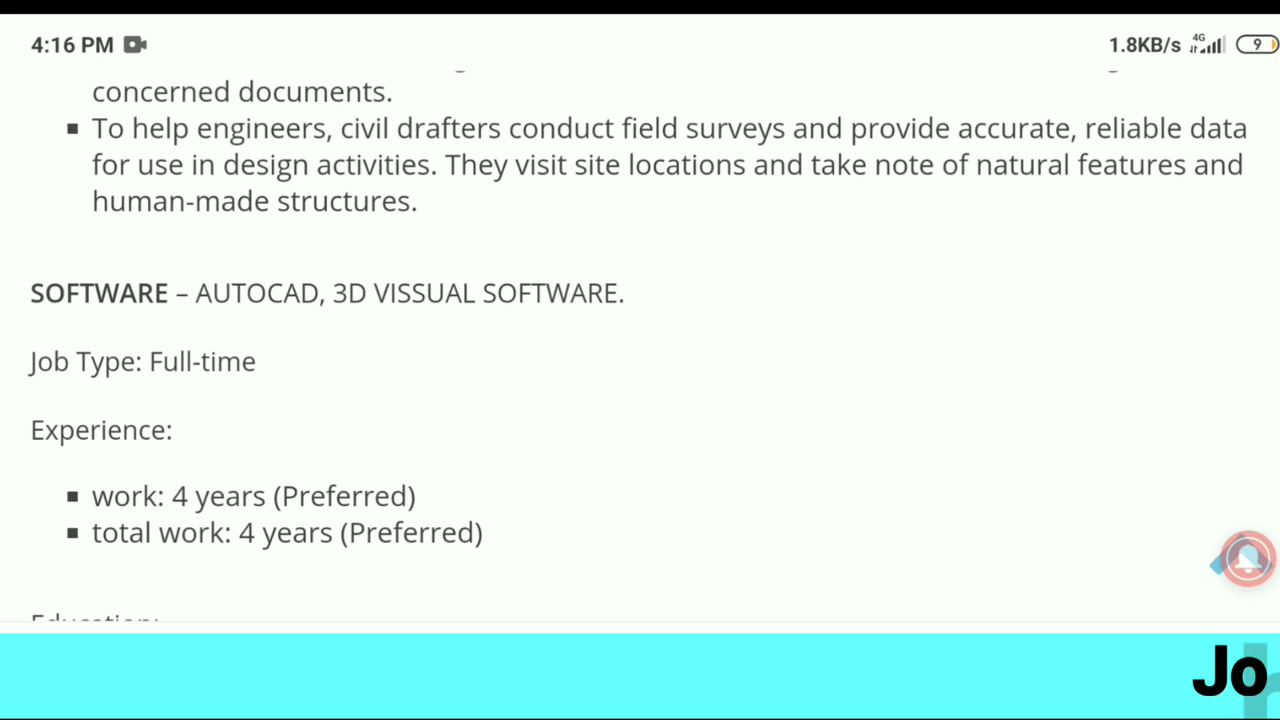 4:16 PM
1.8KB/s 4G 9
concerned documents.
▪ To help engineers, civil drafters conduct field surveys and provide accurate, reliable data
for use in design activities. They visit site locations and take note of natural features and
human-made structures.
SOFTWARE – AUTOCAD, 3D VISSUAL SOFTWARE.
Job Type: Full-time
Experience:
▪ work: 4 years (Preferred)
▪ total work: 4 years (Preferred)
Education:
Jo